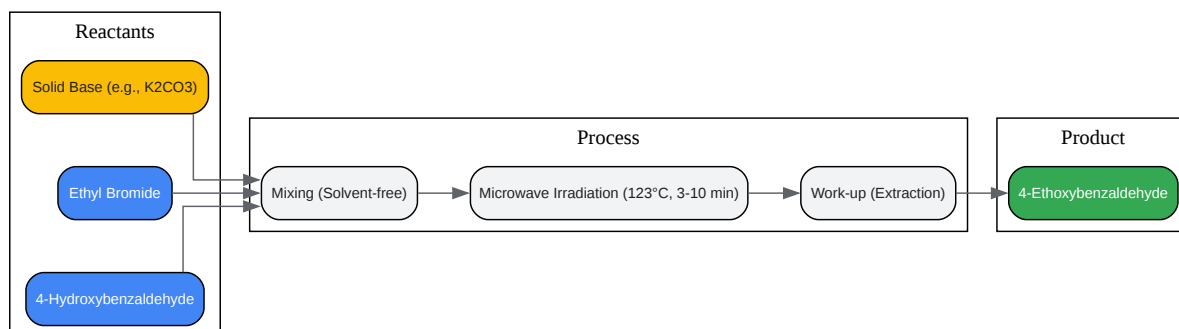 Reactants
Solid Base (e.g., K2CO3)
Ethyl Bromide
4-Hydroxybenzaldehyde
Process
Mixing (Solvent-free)
Microwave Irradiation (123°C, 3-10 min)
Work-up (Extraction)
Product
4-Ethoxybenzaldehyde